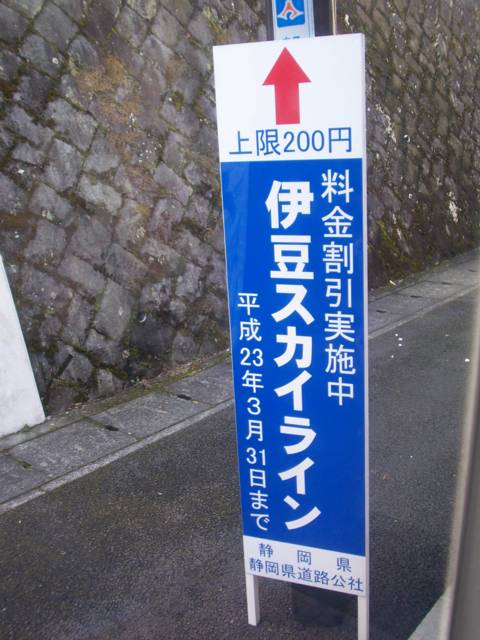 上限200円
料金割引実施中
伊豆スカイライン
平成23年3月31日まで
静岡県
静岡県道路公社